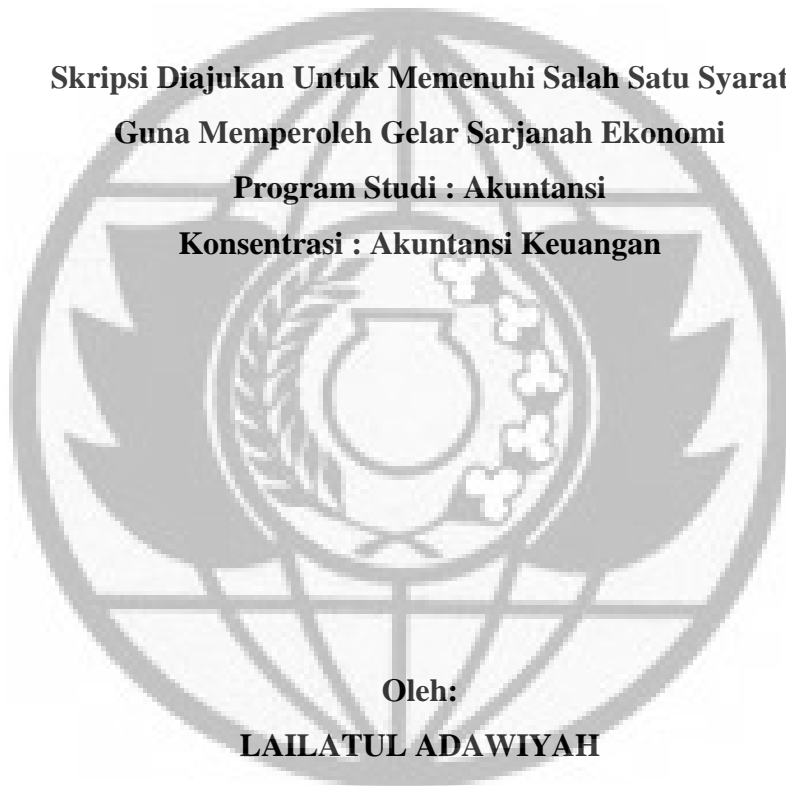 Skripsi Diajukan Untuk Memenuhi Salah Satu Syarat
Guna Memperoleh Gelar Sarjanah Ekonomi
Program Studi : Akuntansi
Konsentrasi : Akuntansi Keuangan
Oleh:
LAILATUL ADAWIYAH